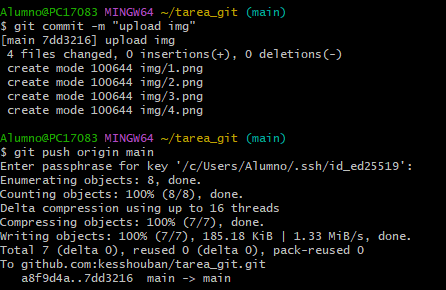 Alumno@PC17083 MINGW64 ~/tarea_git (main)
$ git commit -m "upload img"
[main 7dd3216] upload img
 4 files changed, 0 insertions(+), 0 deletions(-)
 create mode 100644 img/1.png
 create mode 100644 img/2.png
 create mode 100644 img/3.png
 create mode 100644 img/4.png
Alumno@PC17083 MINGW64 ~/tarea_git (main)
$ git push origin main
Enter passphrase for key '/c/Users/Alumno/.ssh/id_ed25519':
Enumerating objects: 8, done.
Counting objects: 100% (8/8), done.
Delta compression using up to 16 threads
Compressing objects: 100% (7/7), done.
Writing objects: 100% (7/7), 185.18 KiB | 1.33 MiB/s, done.
Total 7 (delta 0), reused 0 (delta 0), pack-reused 0
To github.com:kesshouban/tarea_git.git
   a8f9d4a..7dd3216  main -> main